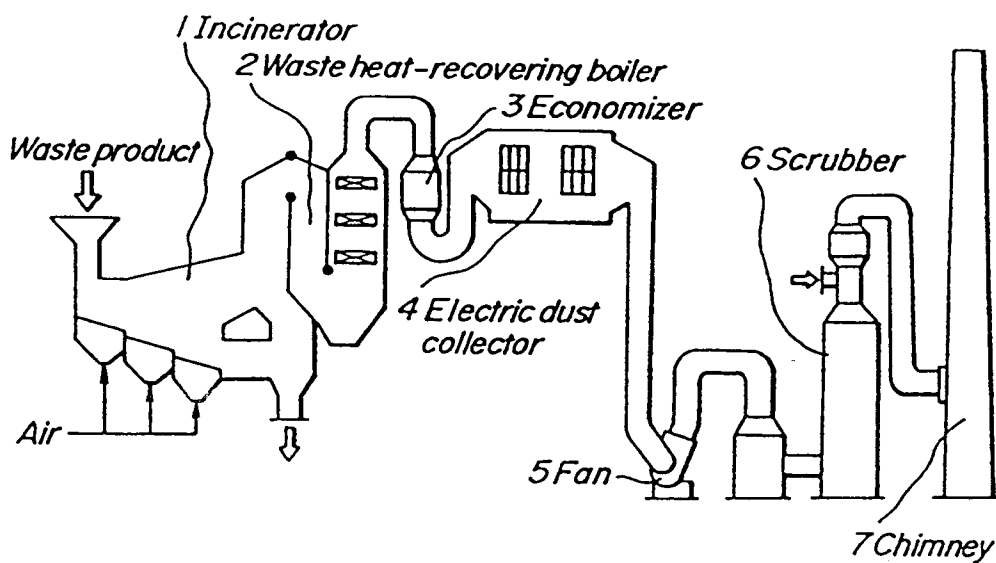 1 Incinerator
2 Waste heat-recovering boiler
3 Economizer
Waste product
6 Scrubber
4 Electric dust
collector
Air
5 Fan
7 Chimney